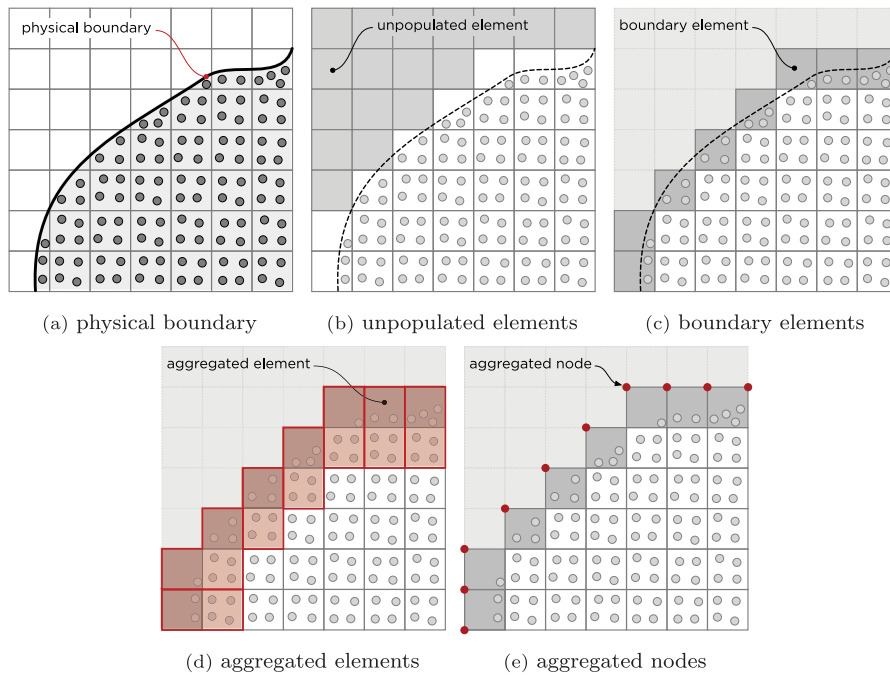 physical boundary
unpopulated element
boundary element
(a) physical boundary
(b) unpopulated elements
(c) boundary elements
aggregated element
aggregated node
(d) aggregated elements
(e) aggregated nodes